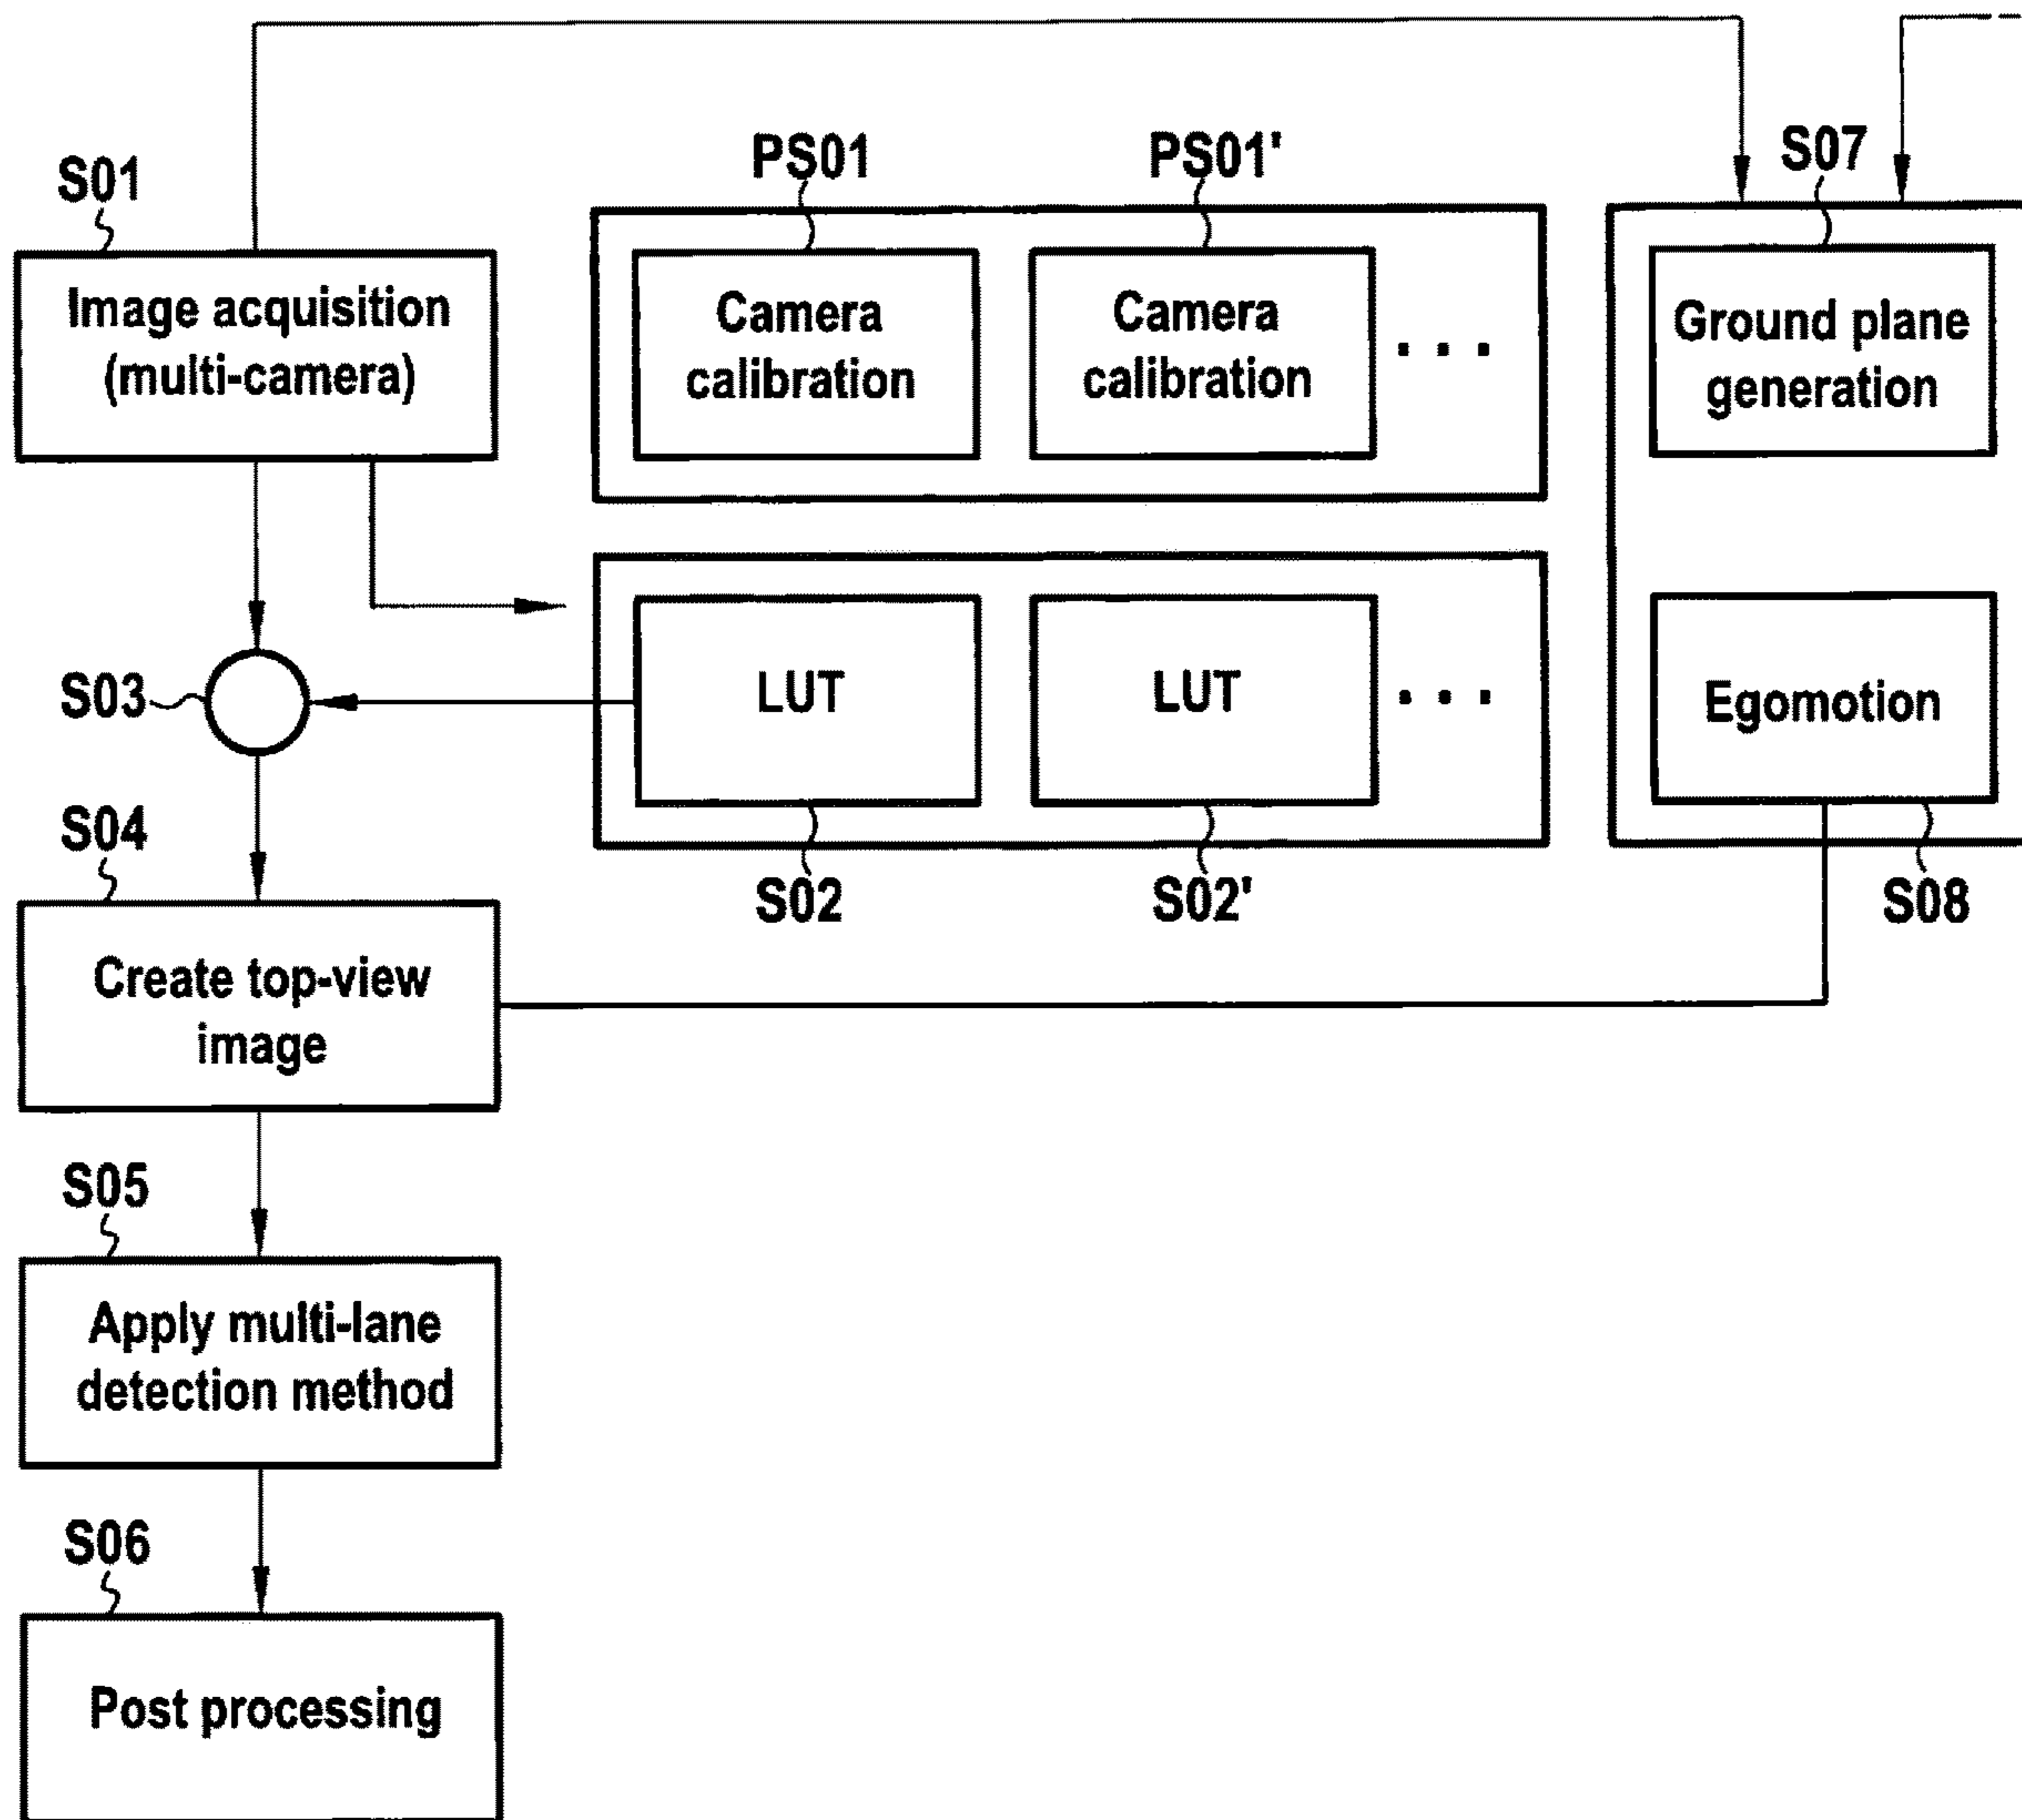 S01
Image acquisition
(multi-camera)
PS01
Camera
calibration
PS01'
Camera
calibration
...
S07
Ground plane
generation
S03
LUT
S02
LUT
S02'
...
Egomotion
S08
S04
Create top-view
image
S05
Apply multi-lane
detection method
S06
Post processing